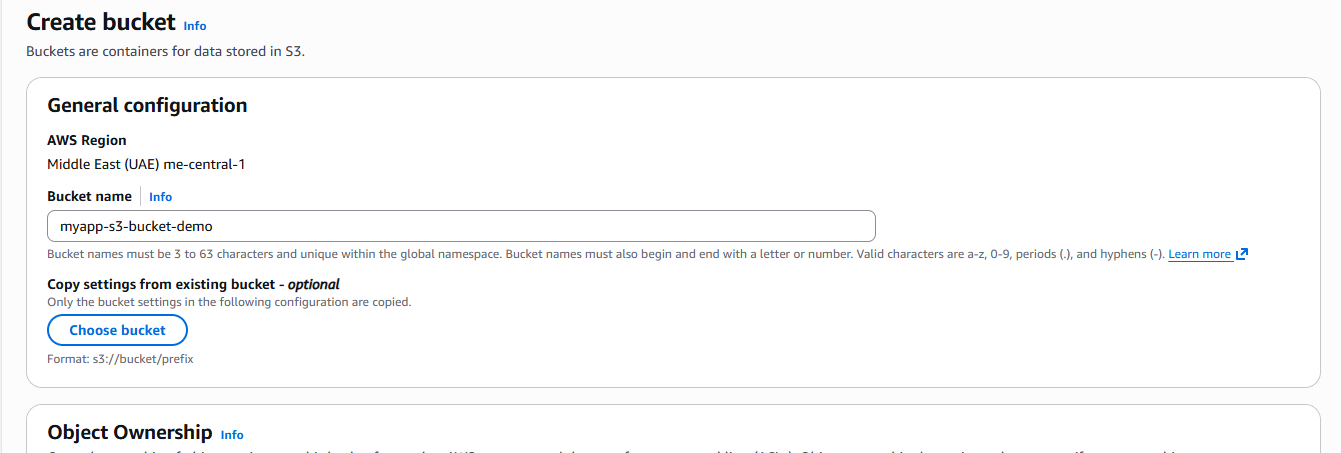 Create bucket Info
Buckets are containers for data stored in S3.
General configuration
AWS Region
Middle East (UAE) me-central-1
Bucket name Info
myapp-s3-bucket-demo
Bucket names must be 3 to 63 characters and unique within the global namespace. Bucket names must also begin and end with a letter or number. Valid characters are a-z, 0-9, periods (.), and hyphens (-). Learn more
Copy settings from existing bucket - optional
Only the bucket settings in the following configuration are copied.
Choose bucket
Format: s3://bucket/prefix
Object Ownership Info